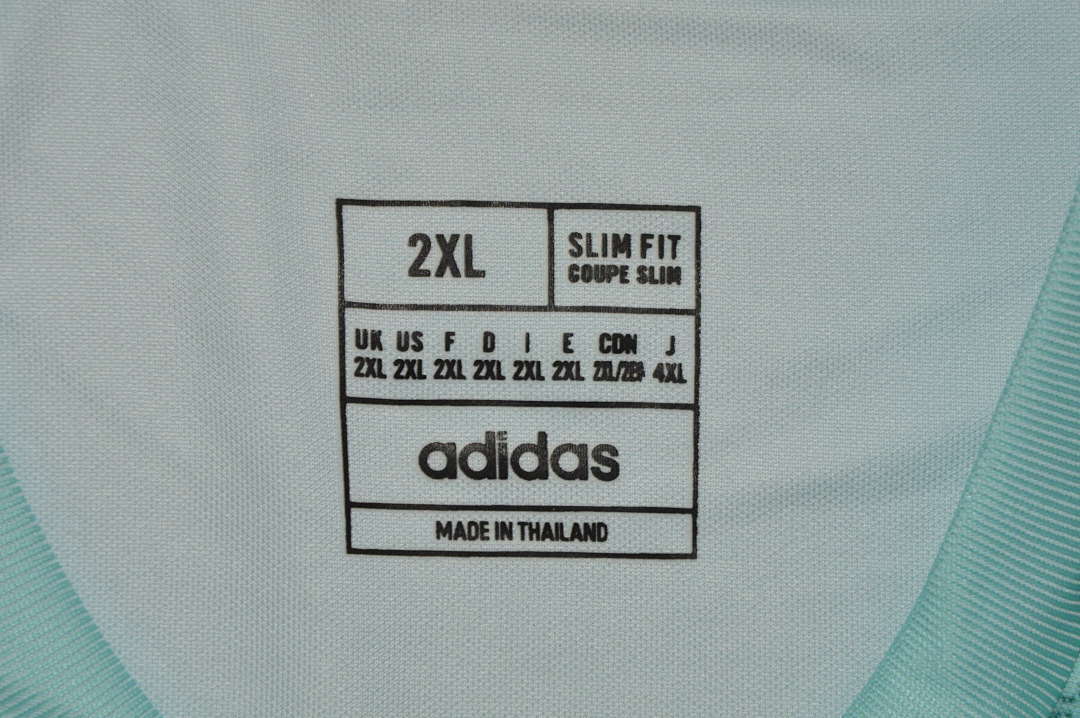 2XL
SLIM FIT
COUPE SLIM
UK US F D I E CDN J
2XL 2XL 2XL 2XL 2XL 2XL 4XL
adidas
MADE IN THAILAND